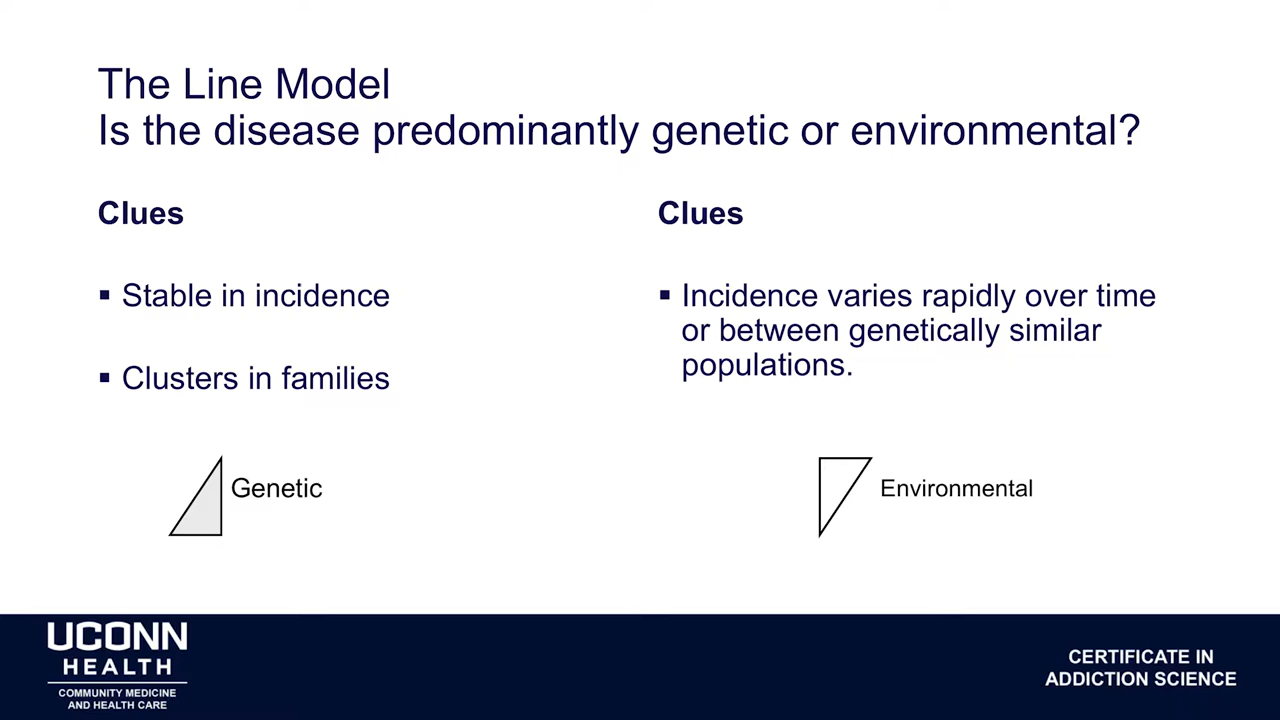 The Line Model
Is the disease predominantly genetic or environmental?
Clues
▪ Stable in incidence
▪ Clusters in families
Genetic
Clues
▪ Incidence varies rapidly over time
or between genetically similar
populations.
Environmental
UCONN
HEALTH
COMMUNITY MEDICINE
AND HEALTH CARE
CERTIFICATE IN
ADDICTION SCIENCE